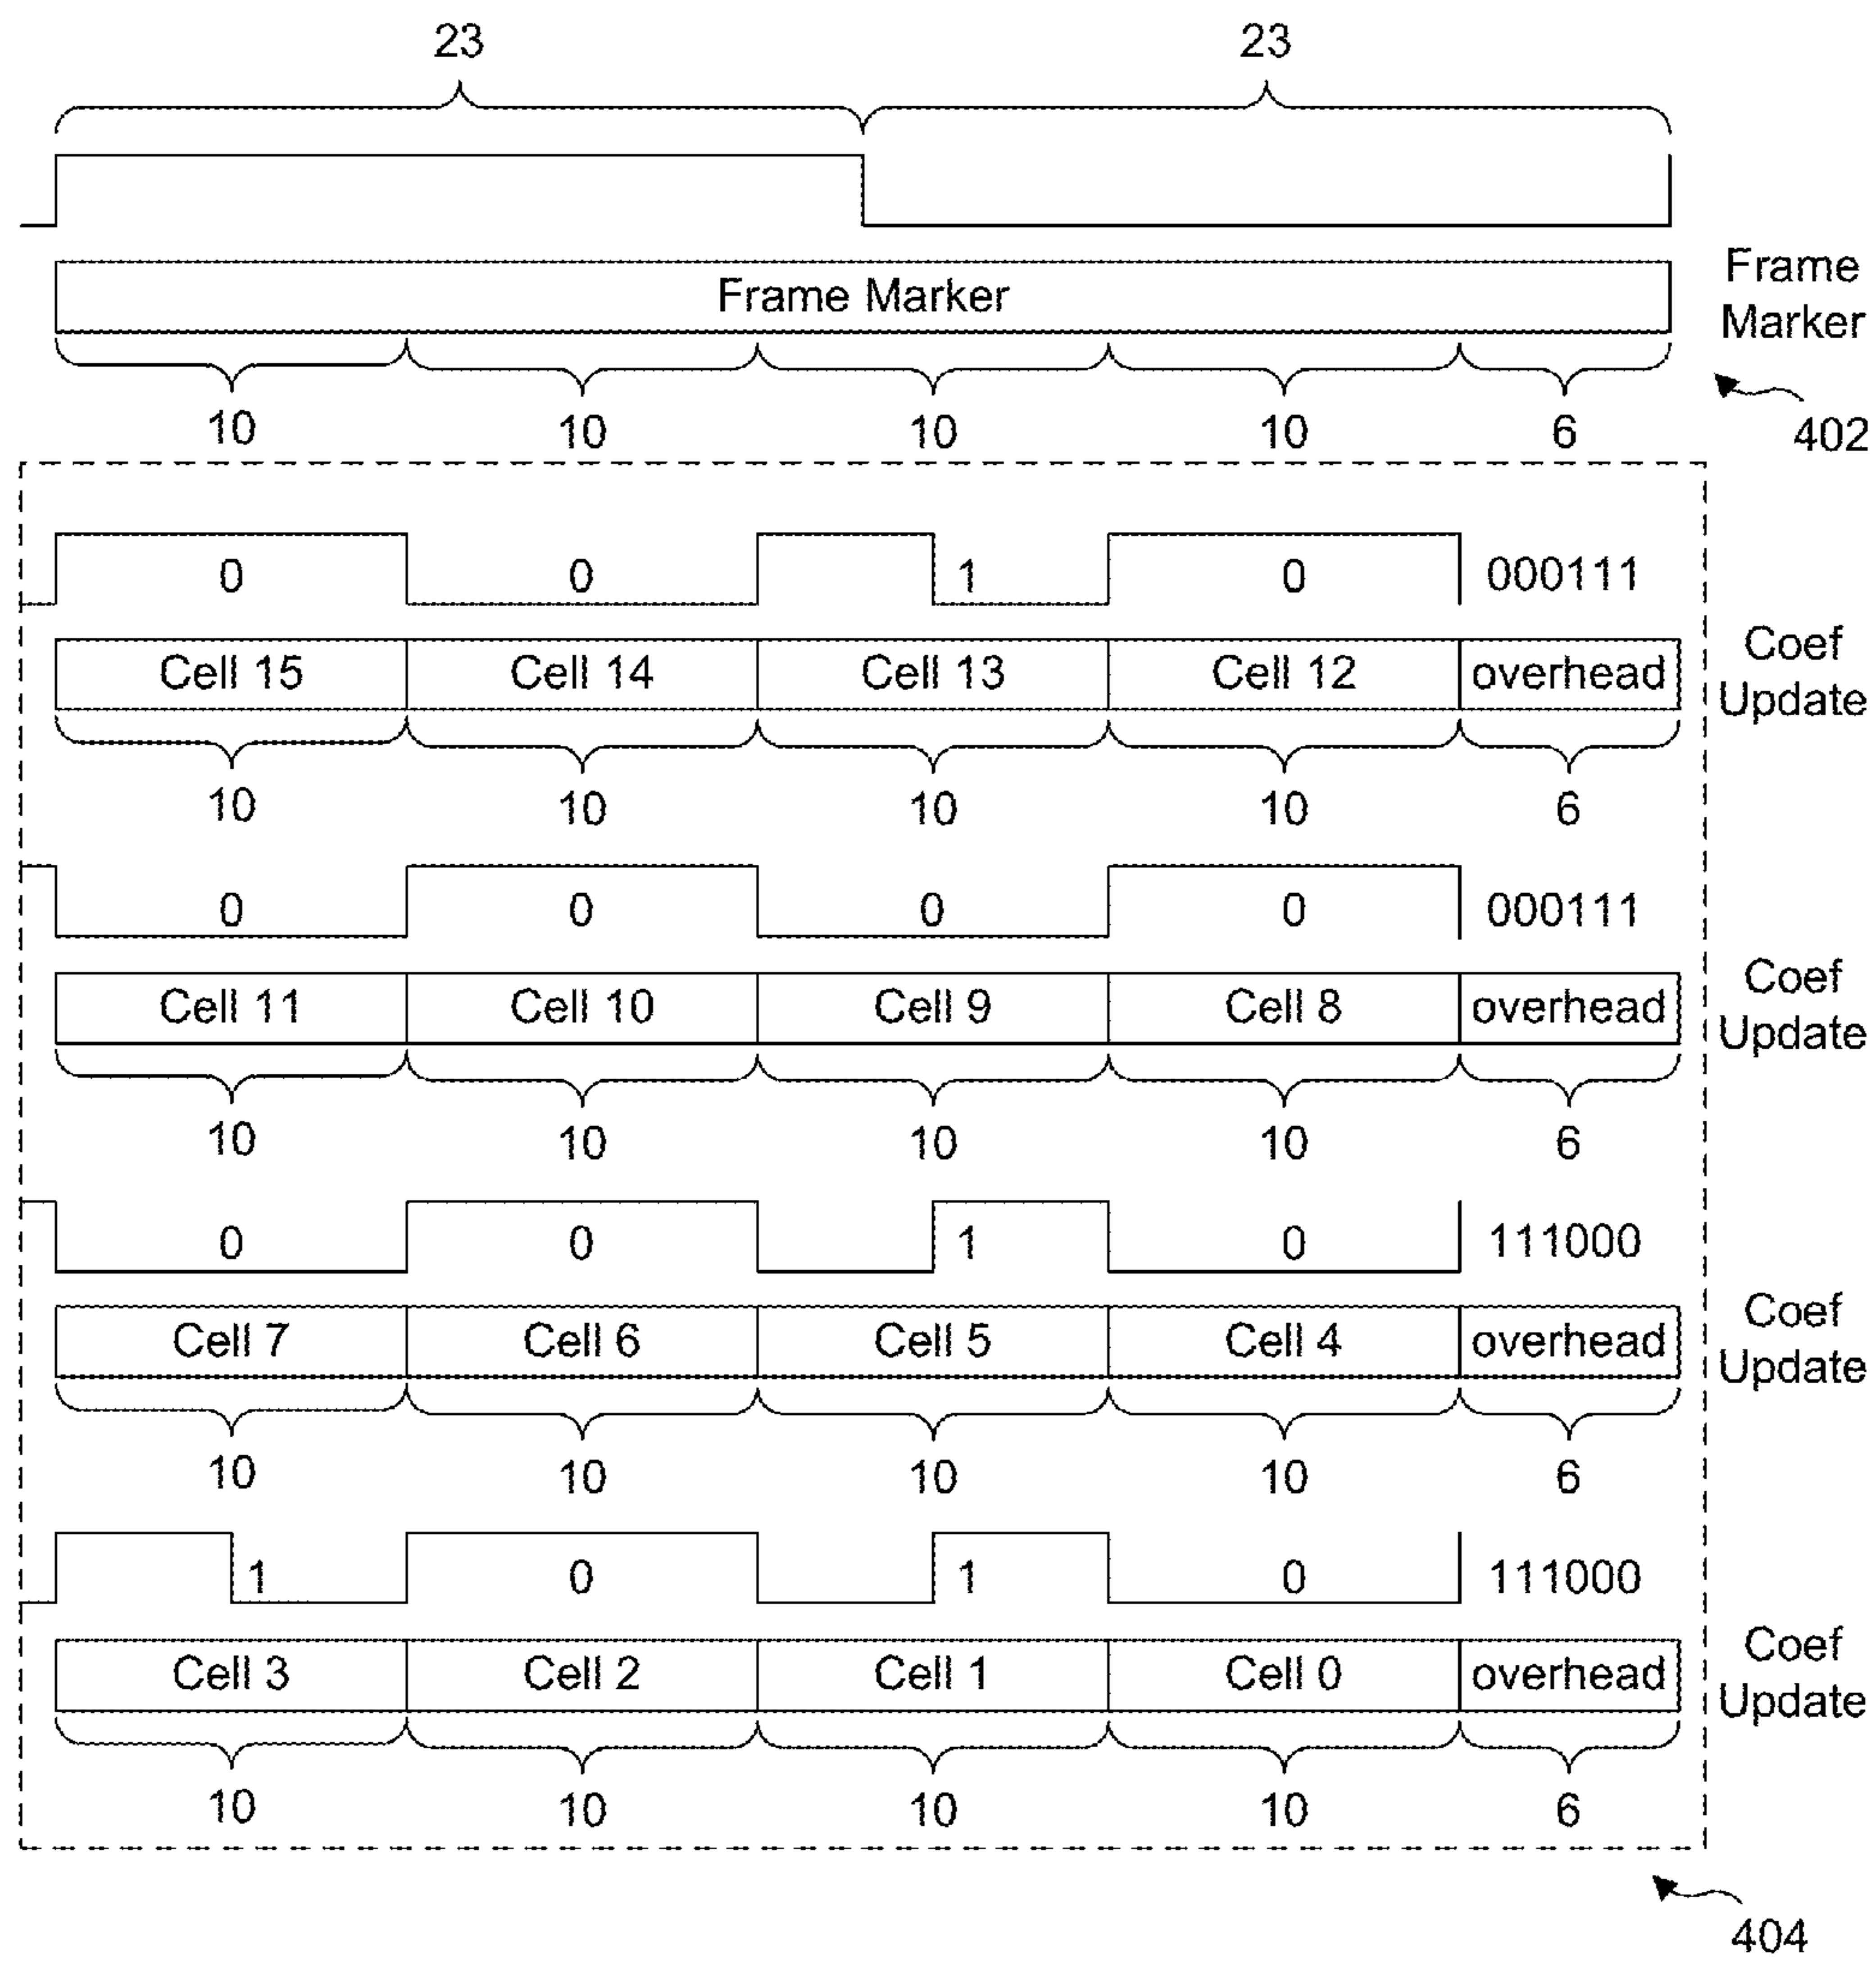 23 23
Frame Marker
Frame
Marker
10 10 10 10 6
402
0 0 1 0 000111
Cell 15 Cell 14 Cell 13 Cell 12 overhead
Coef
Update
10 10 10 10 6
0 0 0 0 000111
Cell 11 Cell 10 Cell 9 Cell 8 overhead
Coef
Update
10 10 10 10 6
0 0 1 0 111000
Cell 7 Cell 6 Cell 5 Cell 4 overhead
Coef
Update
10 10 10 10 6
1 0 1 0 111000
Cell 3 Cell 2 Cell 1 Cell 0 overhead
Coef
Update
10 10 10 10 6
404